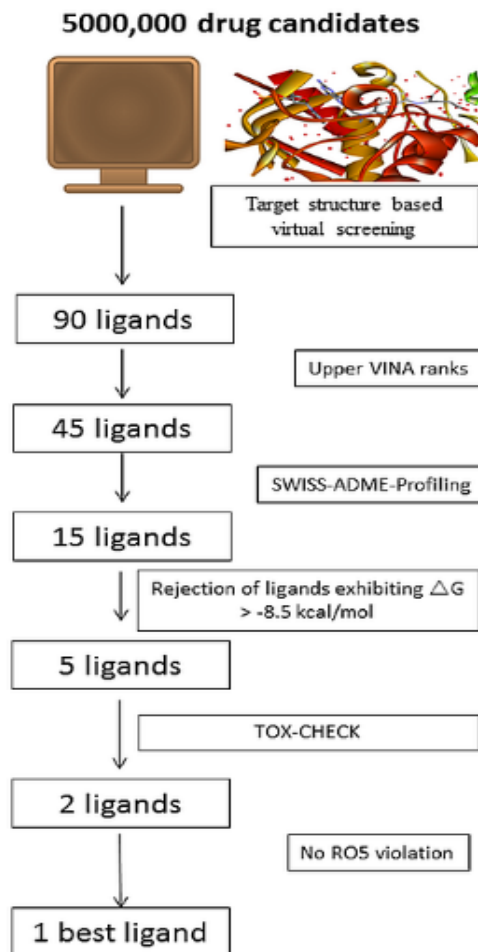 5000,000 drug candidates
Target structure based
virtual screening
90 ligands
Upper VINA ranks
45 ligands
SWISS-ADME-Profiling
15 ligands
Rejection of ligands exhibiting △G
> -8.5 kcal/mol
5 ligands
TOX-CHECK
2 ligands
No RO5 violation
1 best ligand